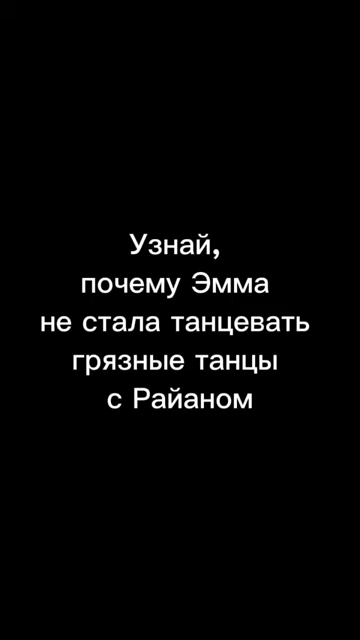 Узнай,
почему Эмма
не стала танцевать
грязные танцы
с Райаном